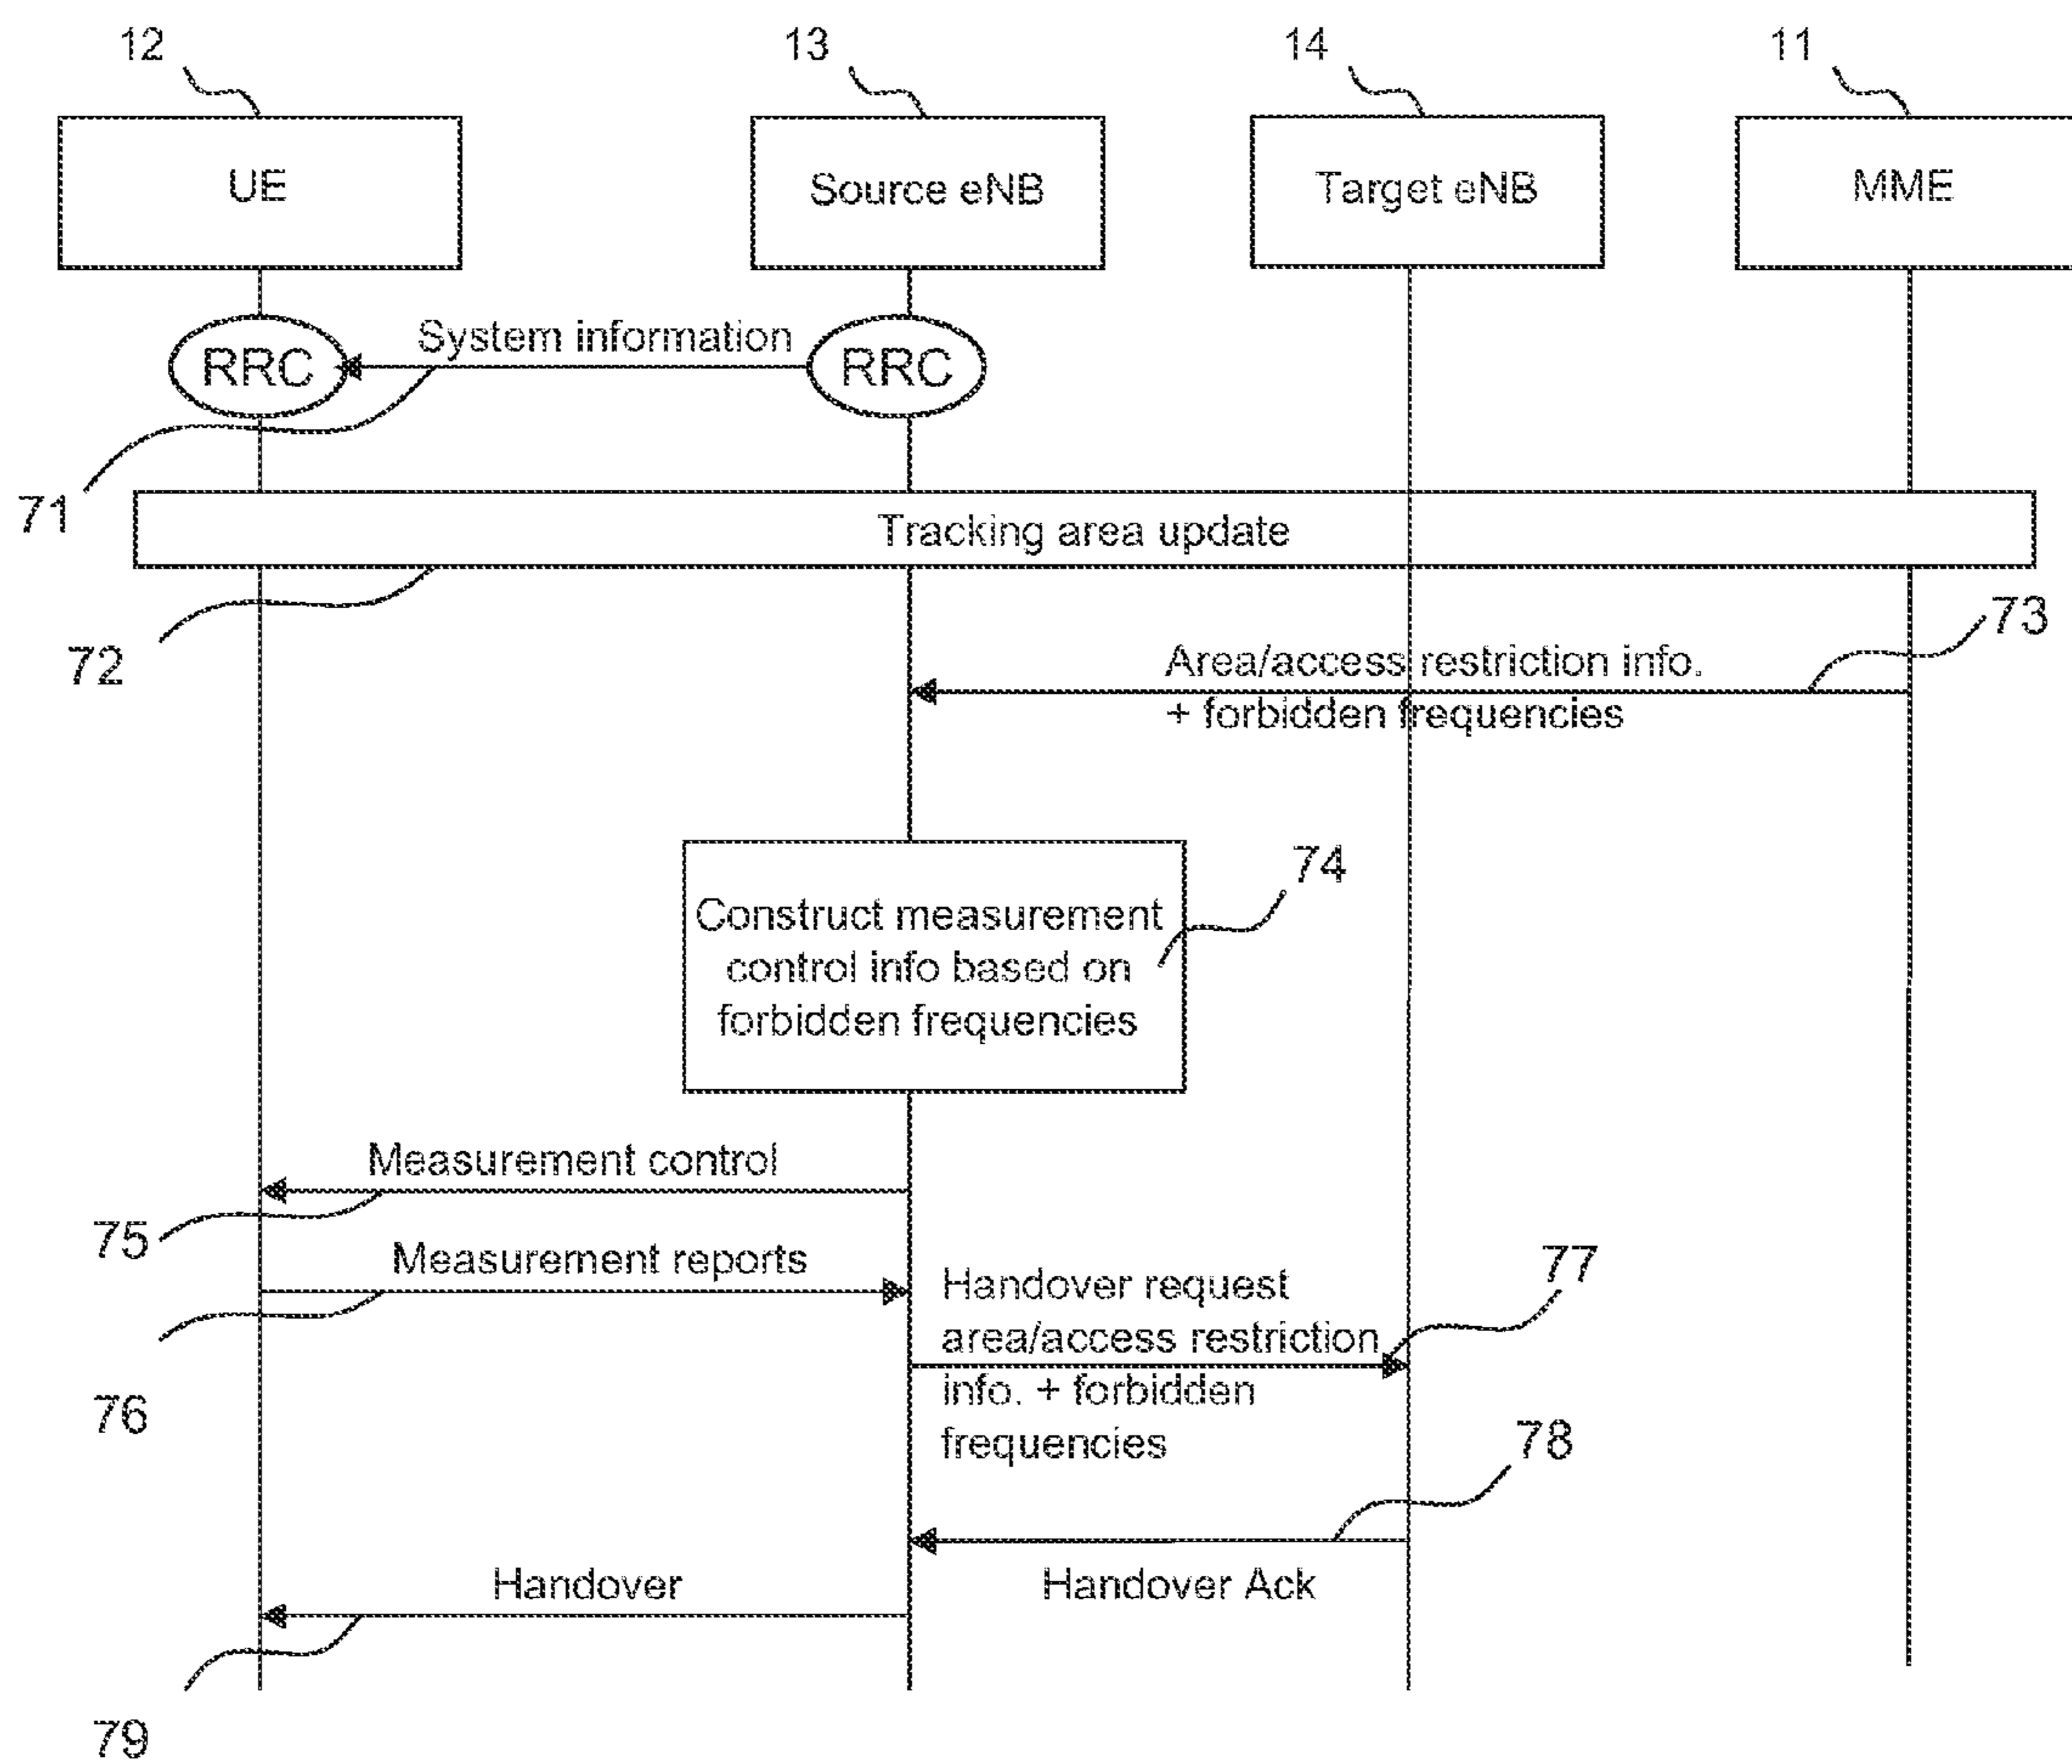 12
13
14
11
UE
Source eNB
Target eNB
MME
System information
RRC
RRC
71
Tracking area update
72
73
Area/access restriction info.
+ forbidden frequencies
74
Construct measurement
control info based on
forbidden frequencies
Measurement control
75
Measurement reports
76
77
Handover request
area/access restriction
info. + forbidden
frequencies
78
Handover Ack
Handover
79